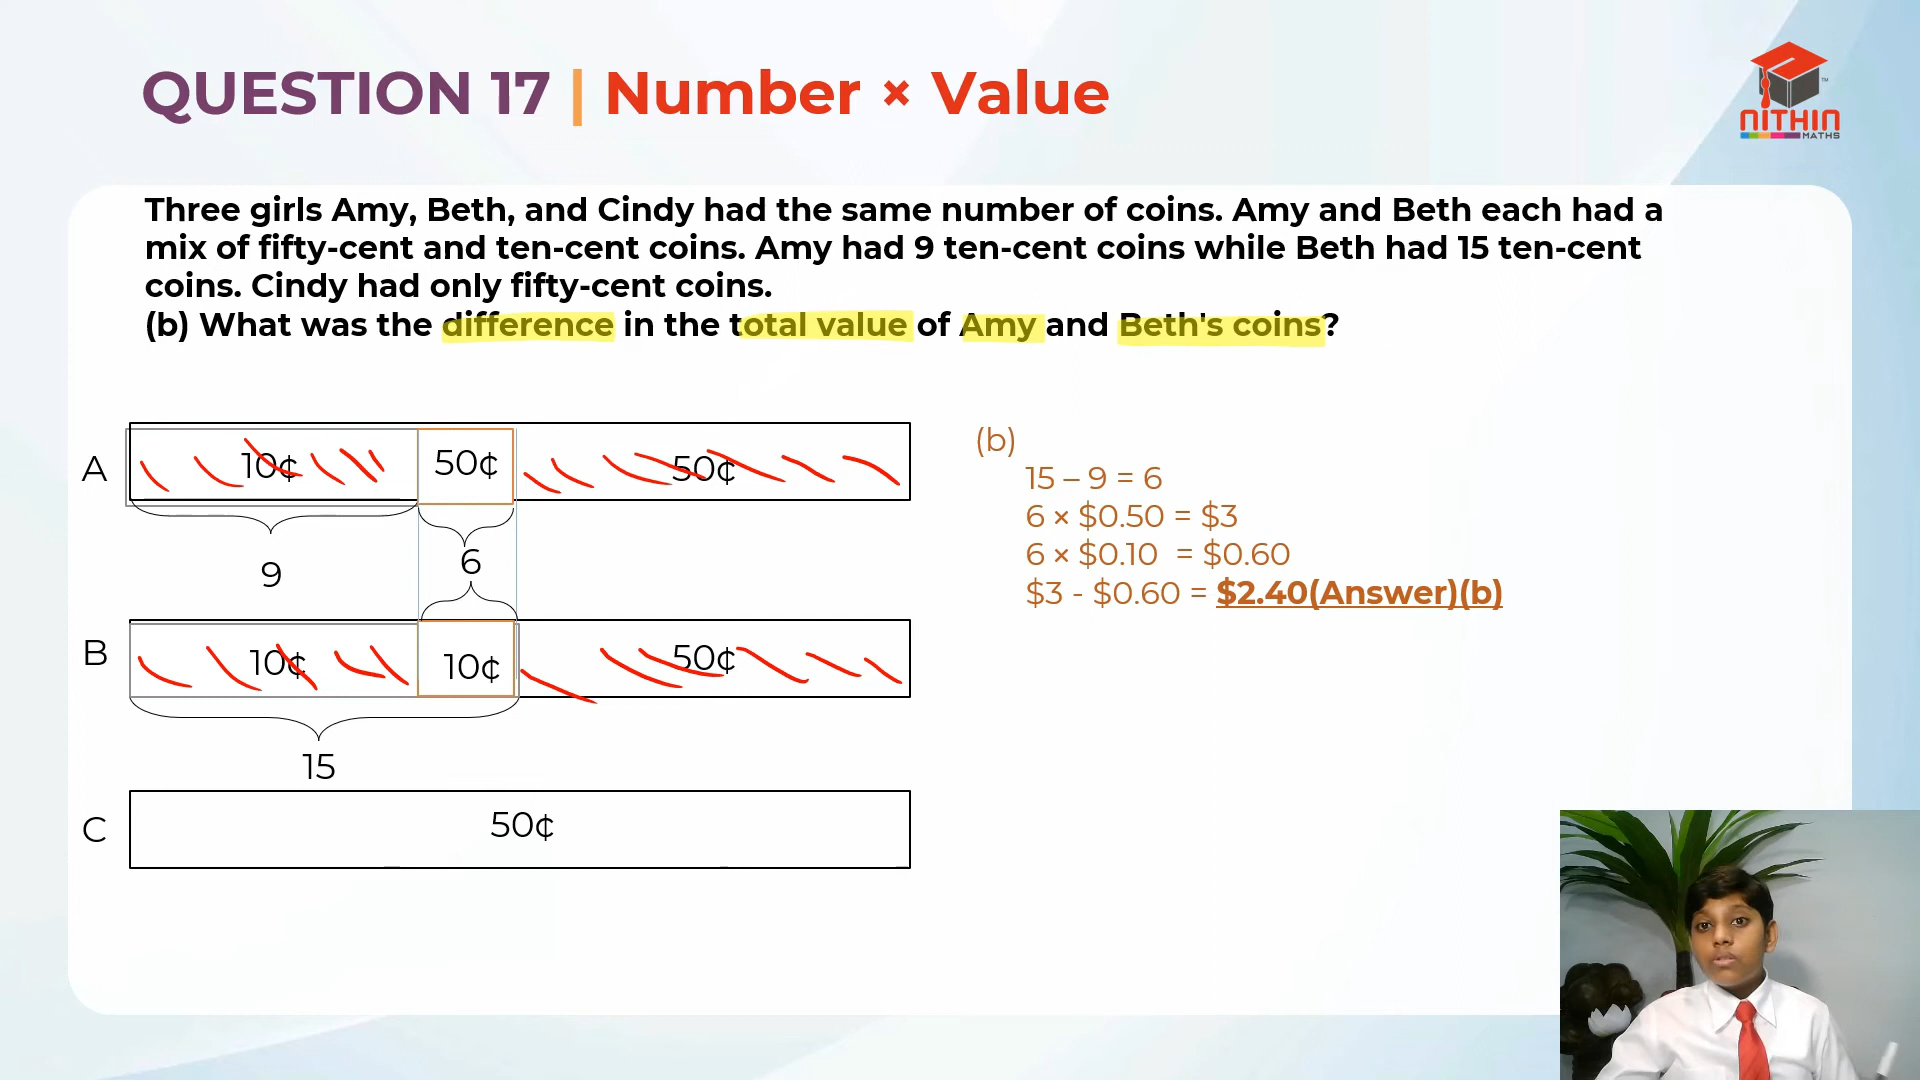 QUESTION 17 | Number × Value
NITHIN
MATHS
TM
Three girls Amy, Beth, and Cindy had the same number of coins. Amy and Beth each had a
mix of fifty-cent and ten-cent coins. Amy had 9 ten-cent coins while Beth had 15 ten-cent
coins. Cindy had only fifty-cent coins.
(b) What was the difference in the total value of Amy and Beth's coins?
A
10¢
50¢
50¢
9
6
B
10¢
10¢
50¢
15
C
50¢
(b)
15 – 9 = 6
6 × $0.50 = $3
6 × $0.10 = $0.60
$3 - $0.60 = $2.40(Answer)(b)